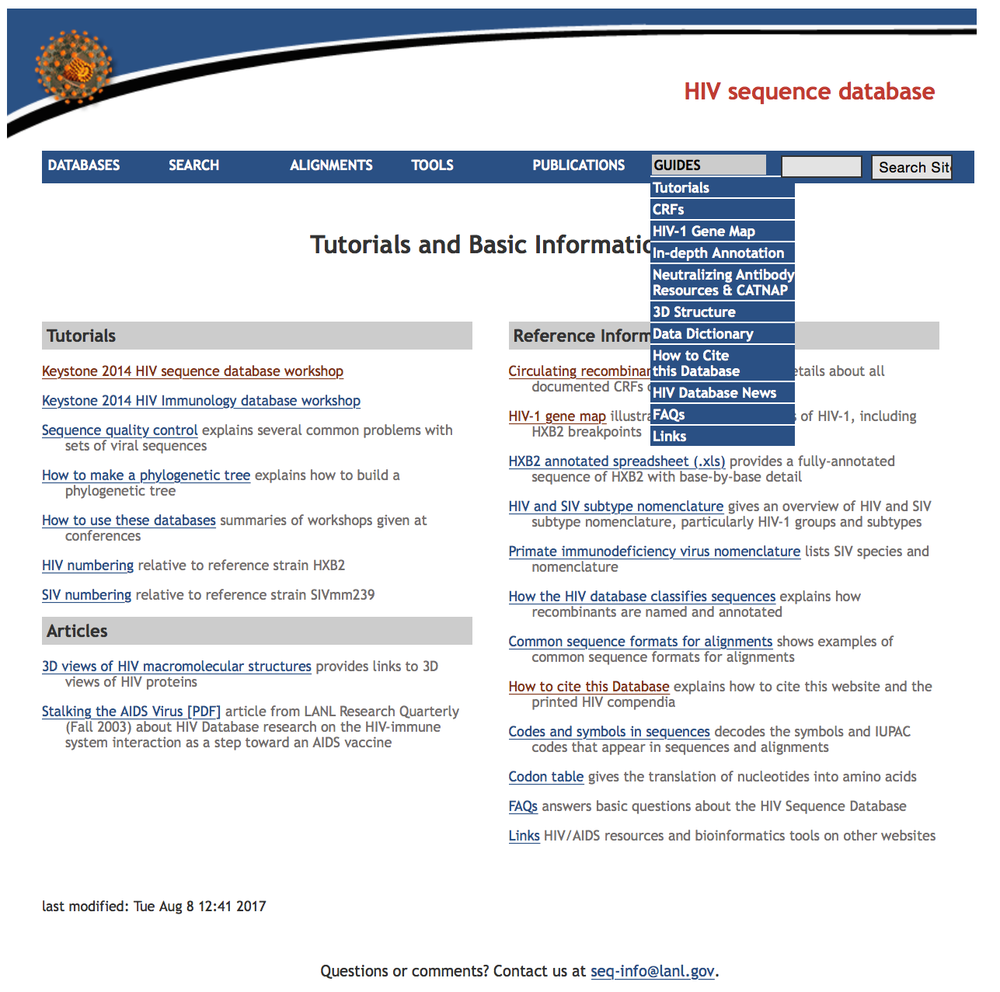 HIV sequence database
DATABASES SEARCH ALIGNMENTS TOOLS PUBLICATIONS GUIDES Search Sit
Tutorials
CRFs
HIV-1 Gene Map
In-depth Annotation
Neutralizing Antibody
Resources & CATNAP
3D Structure
Data Dictionary
How to Cite
this Database
HIV Database News
FAQs
Links
Tutorials and Basic Informatio
Tutorials
Keystone 2014 HIV sequence database workshop
Keystone 2014 HIV Immunology database workshop
Sequence quality control explains several common problems with
sets of viral sequences
How to make a phylogenetic tree explains how to build a
phylogenetic tree
How to use these databases summaries of workshops given at
conferences
HIV numbering relative to reference strain HXB2
SIV numbering relative to reference strain SIVmm239
Articles
3D views of HIV macromolecular structures provides links to 3D
views of HIV proteins
Stalking the AIDS Virus [PDF] article from LANL Research Quarterly
(Fall 2003) about HIV Database research on the HIV-immune
system interaction as a step toward an AIDS vaccine
Reference Inform
Circulating recombinan etails about all
documented CRFs
HIV-1 gene map illustra of HIV-1, including
HXB2 breakpoints
HXB2 annotated spreadsheet (.xls) provides a fully-annotated
sequence of HXB2 with base-by-base detail
HIV and SIV subtype nomenclature gives an overview of HIV and SIV
subtype nomenclature, particularly HIV-1 groups and subtypes
Primate immunodeficiency virus nomenclature lists SIV species and
nomenclature
How the HIV database classifies sequences explains how
recombinants are named and annotated
Common sequence formats for alignments shows examples of
common sequence formats for alignments
How to cite this Database explains how to cite this website and the
printed HIV compendia
Codes and symbols in sequences decodes the symbols and IUPAC
codes that appear in sequences and alignments
Codon table gives the translation of nucleotides into amino acids
FAQs answers basic questions about the HIV Sequence Database
Links HIV/AIDS resources and bioinformatics tools on other websites
last modified: Tue Aug 8 12:41 2017
Questions or comments? Contact us at seq-info@lanl.gov.